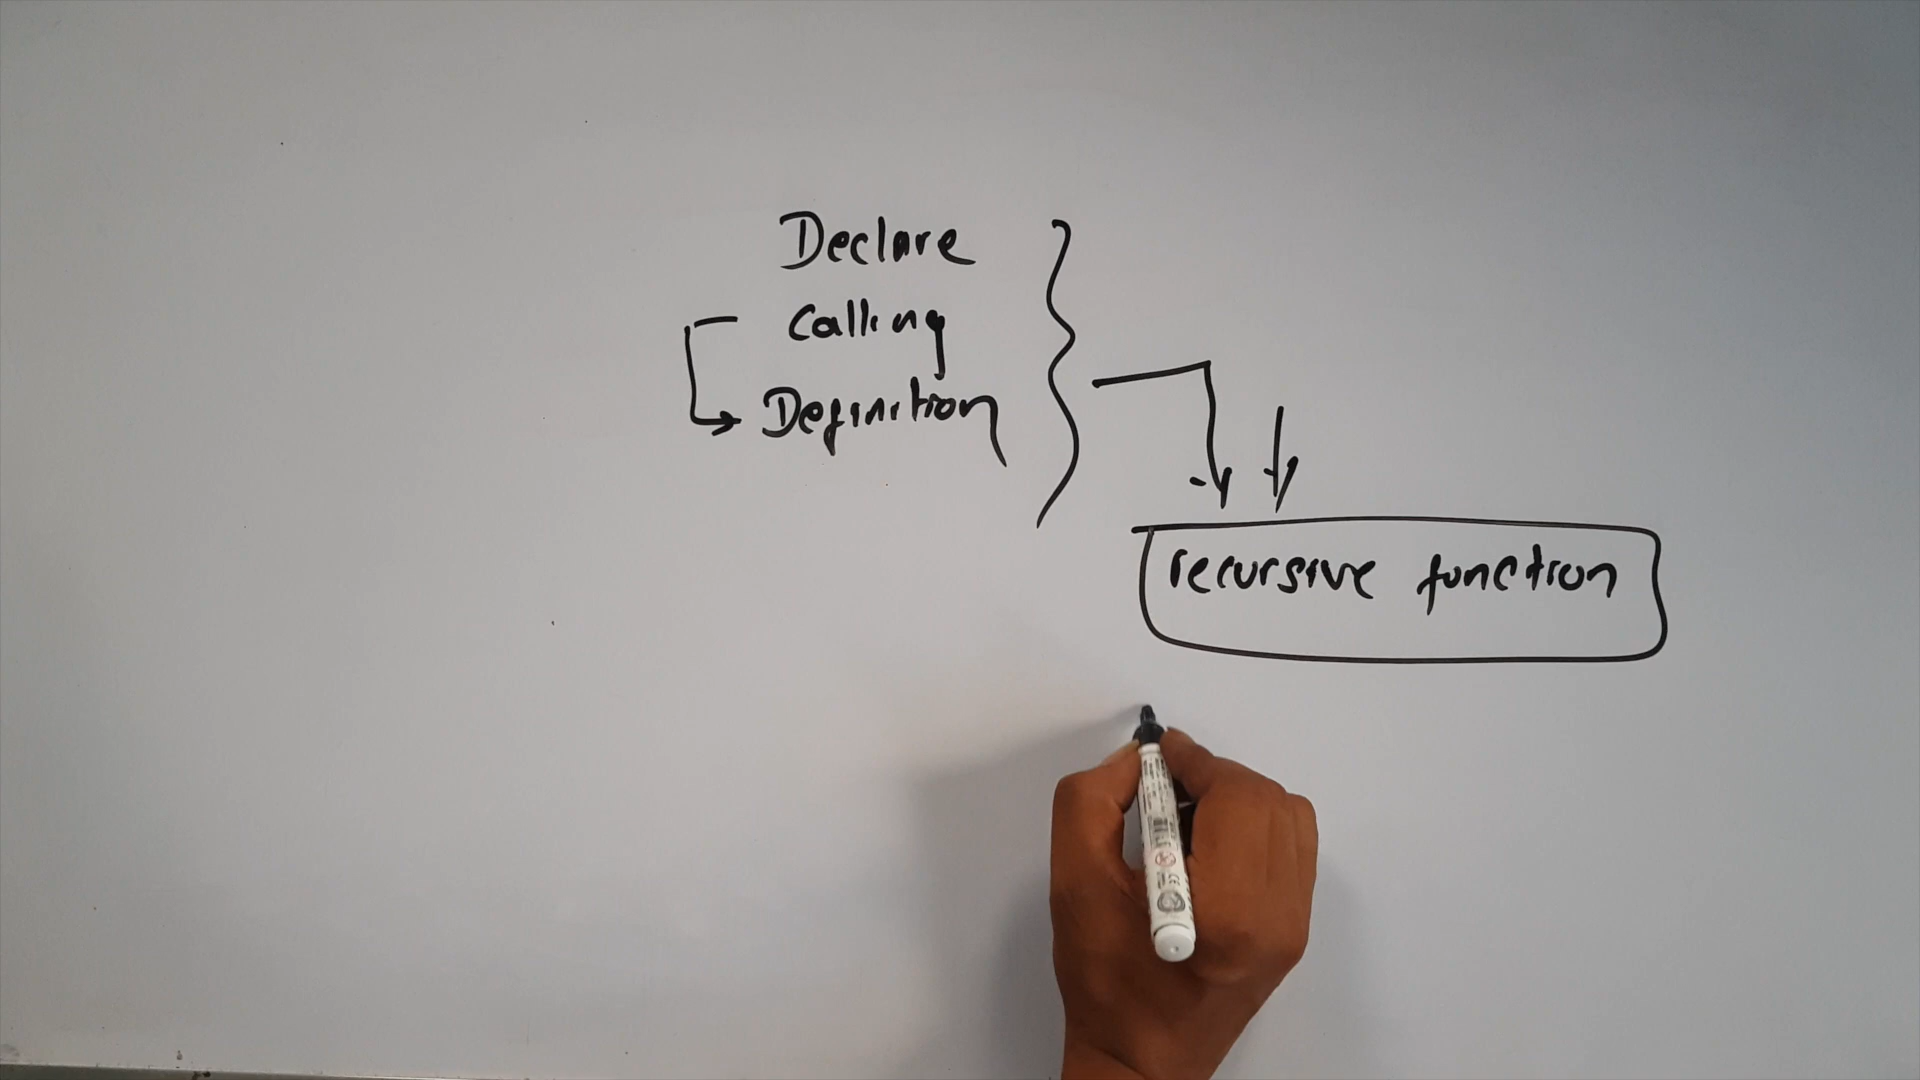 Declare
Calling
Definition
recursive function